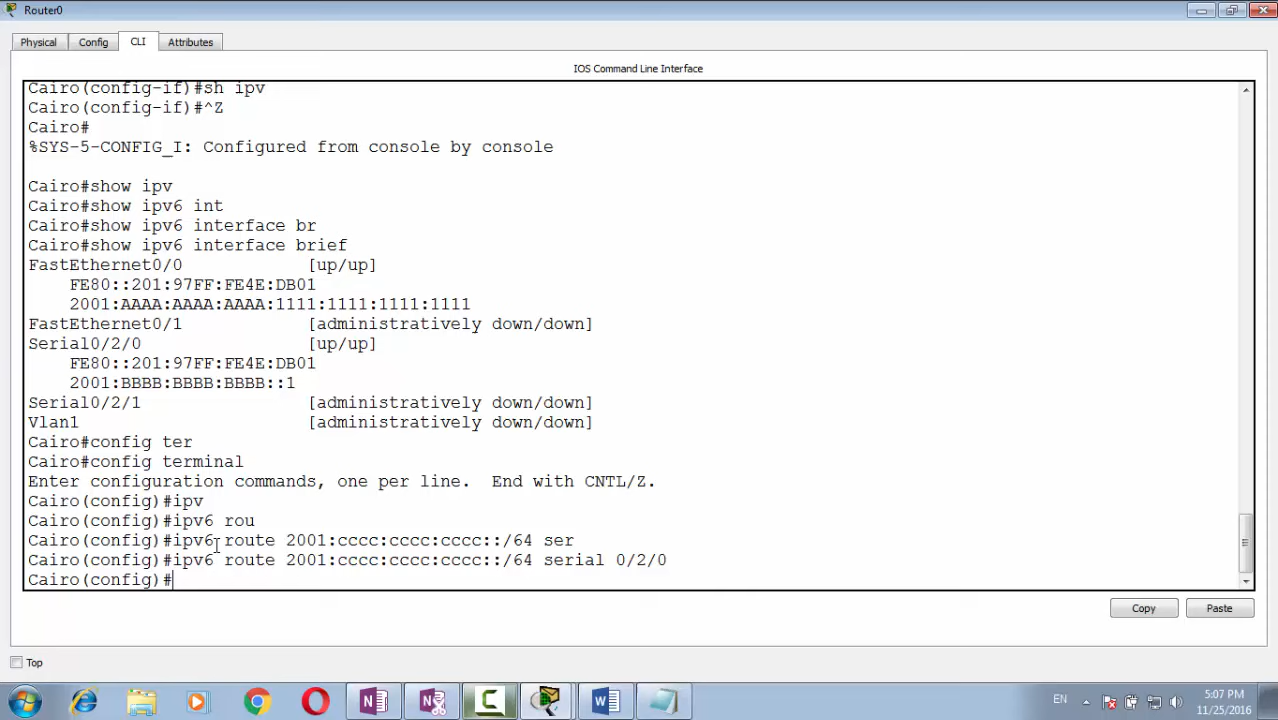 Router0
Physical Config CLI Attributes
IOS Command Line Interface
Cairo(config-if)#sh ipv
Cairo(config-if)#^Z
Cairo#
%SYS-5-CONFIG_I: Configured from console by console
Cairo#show ipv
Cairo#show ipv6 int
Cairo#show ipv6 interface br
Cairo#show ipv6 interface brief
FastEthernet0/0 [up/up]
FE80::201:97FF:FE4E:DB01
2001:AAAA:AAAA:AAAA:1111:1111:1111:1111
FastEthernet0/1 [administratively down/down]
Serial0/2/0 [up/up]
FE80::201:97FF:FE4E:DB01
2001:BBBB:BBBB:BBBB::1
Serial0/2/1 [administratively down/down]
Vlan1 [administratively down/down]
Cairo#config ter
Cairo#config terminal
Enter configuration commands, one per line. End with CNTL/Z.
Cairo(config)#ipv
Cairo(config)#ipv6 rou
Cairo(config)#ipv6 route 2001:cccc:cccc:cccc::/64 ser
Cairo(config)#ipv6 route 2001:cccc:cccc:cccc::/64 serial 0/2/0
Cairo(config)#
Copy Paste
Top
EN
5:07 PM
11/25/2016